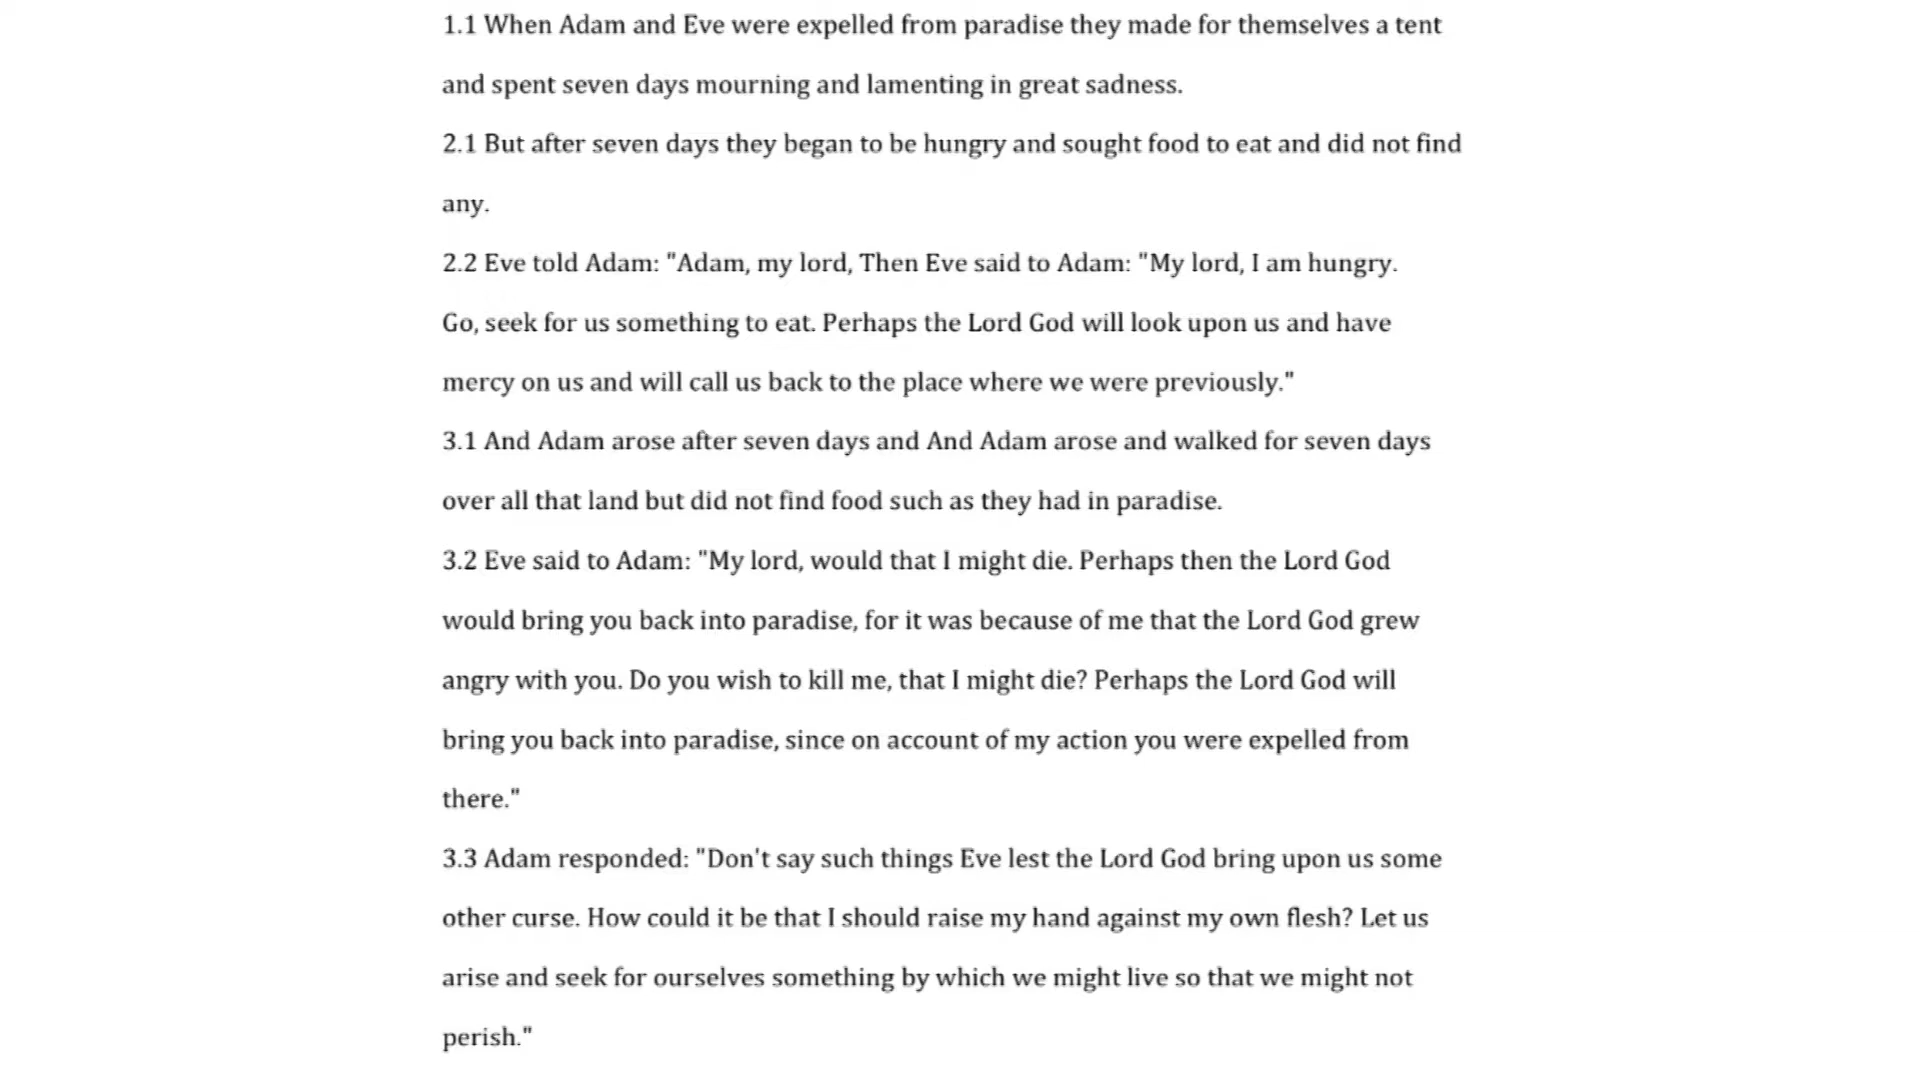 1.1 When Adam and Eve were expelled from paradise they made for themselves a tent
and spent seven days mourning and lamenting in great sadness.
2.1 But after seven days they began to be hungry and sought food to eat and did not find
any.
2.2 Eve told Adam: "Adam, my lord, Then Eve said to Adam: "My lord, I am hungry.
Go, seek for us something to eat. Perhaps the Lord God will look upon us and have
mercy on us and will call us back to the place where we were previously."
3.1 And Adam arose after seven days and And Adam arose and walked for seven days
over all that land but did not find food such as they had in paradise.
3.2 Eve said to Adam: "My lord, would that I might die. Perhaps then the Lord God
would bring you back into paradise, for it was because of me that the Lord God grew
angry with you. Do you wish to kill me, that I might die? Perhaps the Lord God will
bring you back into paradise, since on account of my action you were expelled from
there."
3.3 Adam responded: "Don't say such things Eve lest the Lord God bring upon us some
other curse. How could it be that I should raise my hand against my own flesh? Let us
arise and seek for ourselves something by which we might live so that we might not
perish."